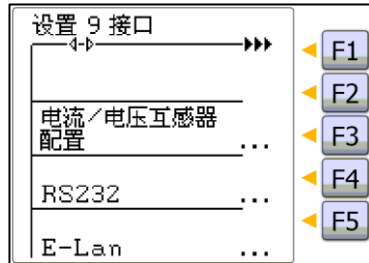 设置 9 接口
F1
F2
电流/电压互感器
配置 ...
F3
F4
RS232 ...
F5
E-Lan ...